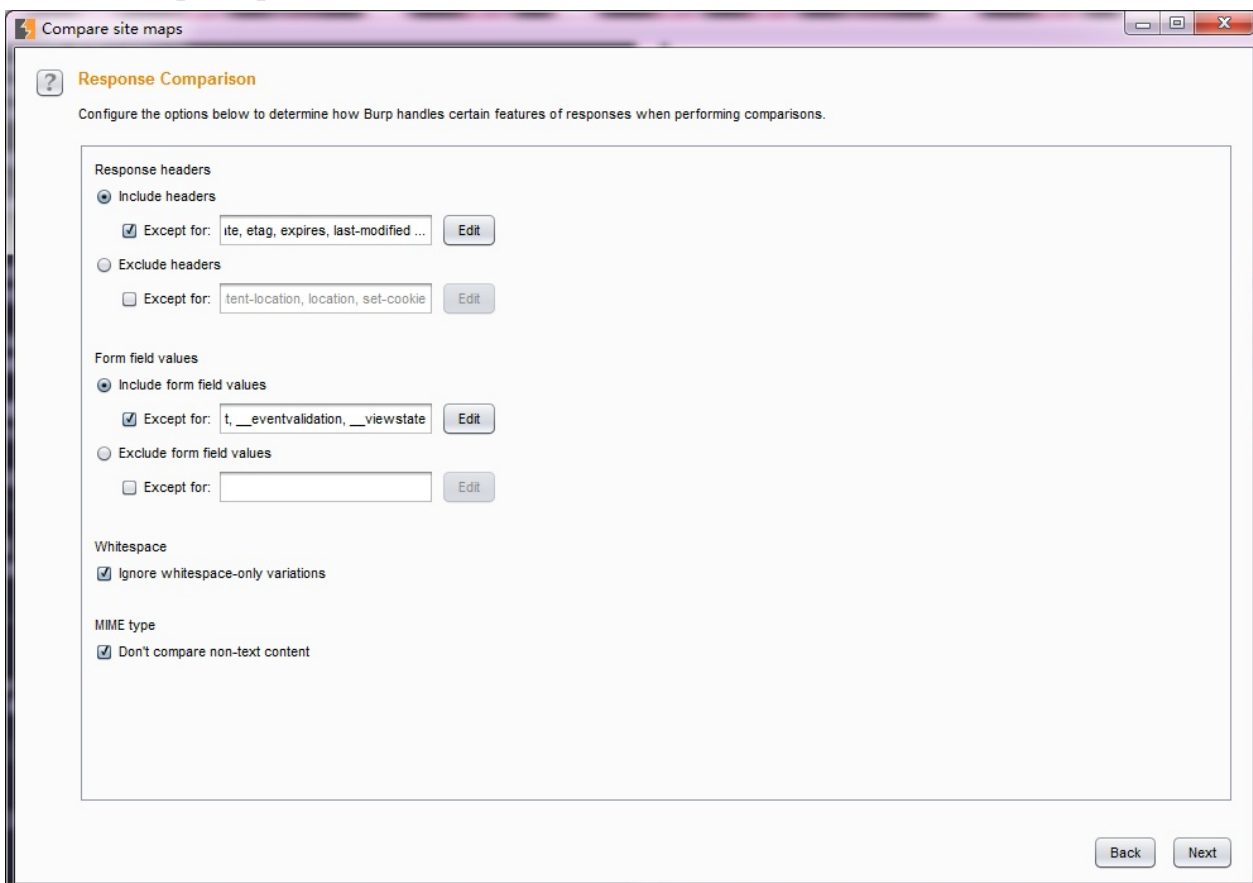 Compare site maps
Response Comparison
Configure the options below to determine how Burp handles certain features of responses when performing comparisons.
Response headers
Include headers
Except for: ite, etag, expires, last-modified ... Edit
Exclude headers
Except for: tent-location, location, set-cookie Edit
Form field values
Include form field values
Except for: t, __eventvalidation, __viewstate Edit
Exclude form field values
Except for: Edit
Whitespace
Ignore whitespace-only variations
MIME type
Don't compare non-text content
Back Next